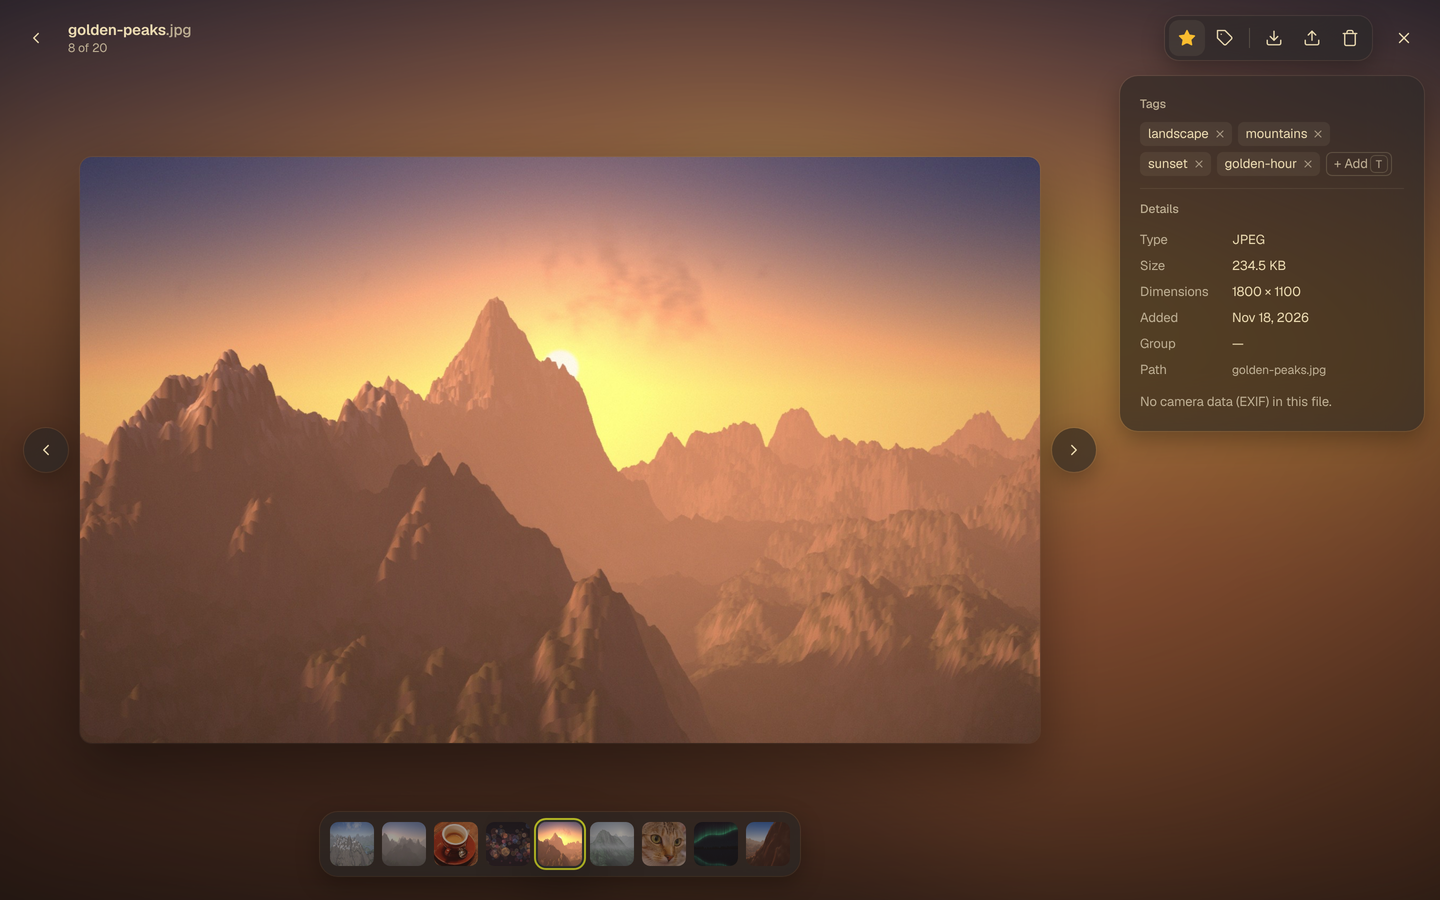 golden-peaks.jpg
8 of 20
Tags
landscape × mountains ×
sunset × golden-hour × + Add T
Details
Type JPEG
Size 234.5 KB
Dimensions 1800 × 1100
Added Nov 18, 2026
Group —
Path golden-peaks.jpg
No camera data (EXIF) in this file.